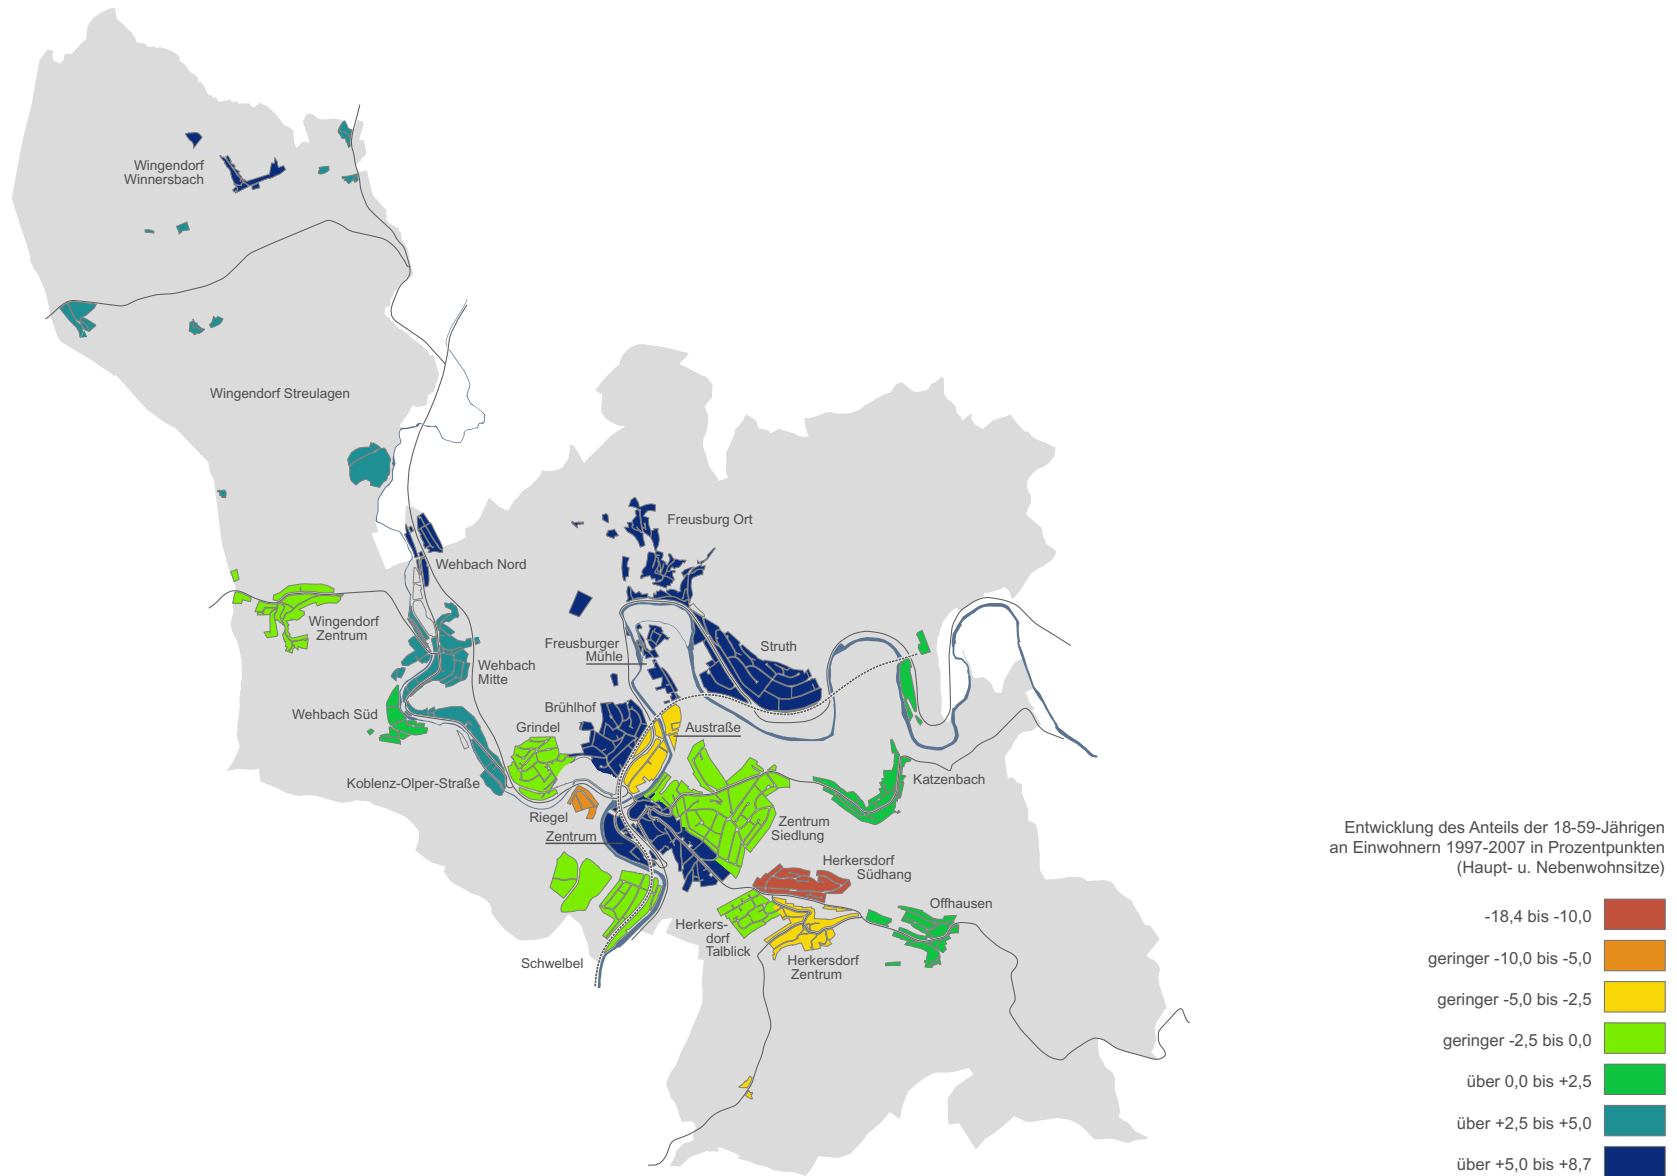 Wingendorf
Winnersbach
Wingendorf Streulagen
Freusburg Ort
Wehbach Nord
Wingendorf
Zentrum
Freusburger
Mühle
Struth
Wehbach
Mitte
Wehbach Süd
Brühlhof
Grindel
Austraße
Koblenz-Olper-Straße
Katzenbach
Riegel
Zentrum
Zentrum
Siedlung
Herkersdorf
Südhang
Offhausen
Herkers-
dorf
Talblick
Schwelbel
Herkersdorf
Zentrum
Entwicklung des Anteils der 18-59-Jährigen
an Einwohnern 1997-2007 in Prozentpunkten
(Haupt- u. Nebenwohnsitze)
-18,4 bis -10,0
geringer -10,0 bis -5,0
geringer -5,0 bis -2,5
geringer -2,5 bis 0,0
über 0,0 bis +2,5
über +2,5 bis +5,0
über +5,0 bis +8,7